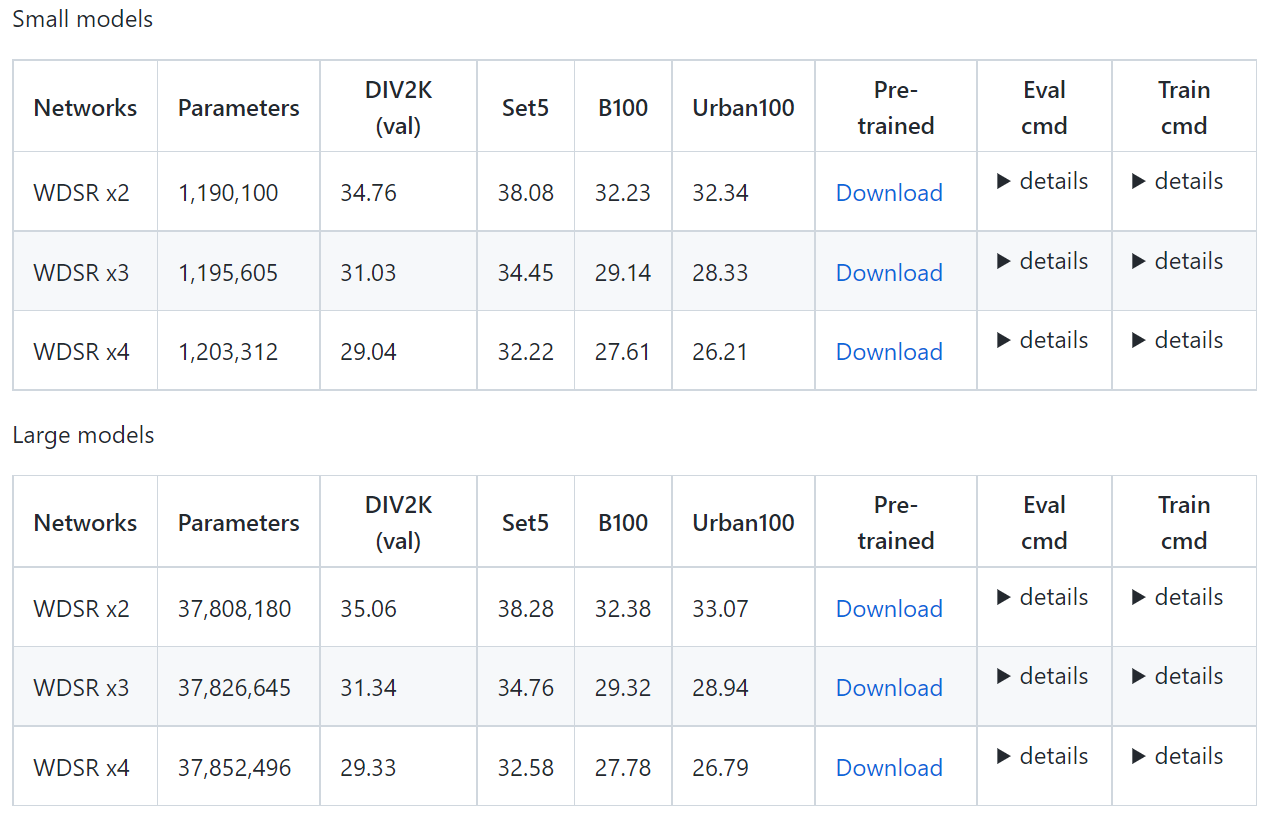 Small models
Networks Parameters DIV2K (val) Set5 B100 Urban100 Pre-trained Eval cmd Train cmd
WDSR x2 1,190,100 34.76 38.08 32.23 32.34 Download ▶ details ▶ details
WDSR x3 1,195,605 31.03 34.45 29.14 28.33 Download ▶ details ▶ details
WDSR x4 1,203,312 29.04 32.22 27.61 26.21 Download ▶ details ▶ details
Large models
Networks Parameters DIV2K (val) Set5 B100 Urban100 Pre-trained Eval cmd Train cmd
WDSR x2 37,808,180 35.06 38.28 32.38 33.07 Download ▶ details ▶ details
WDSR x3 37,826,645 31.34 34.76 29.32 28.94 Download ▶ details ▶ details
WDSR x4 37,852,496 29.33 32.58 27.78 26.79 Download ▶ details ▶ details